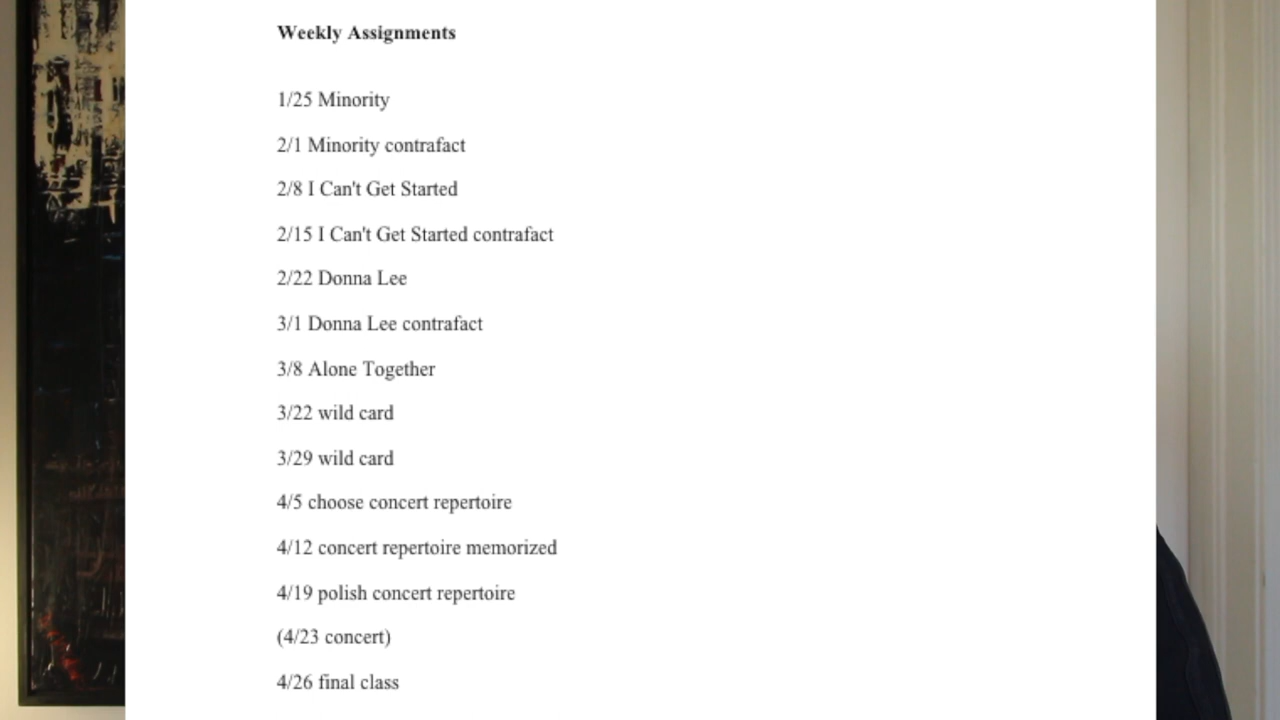 Weekly Assignments
1/25 Minority
2/1 Minority contrafact
2/8 I Can't Get Started
2/15 I Can't Get Started contrafact
2/22 Donna Lee
3/1 Donna Lee contrafact
3/8 Alone Together
3/22 wild card
3/29 wild card
4/5 choose concert repertoire
4/12 concert repertoire memorized
4/19 polish concert repertoire
(4/23 concert)
4/26 final class